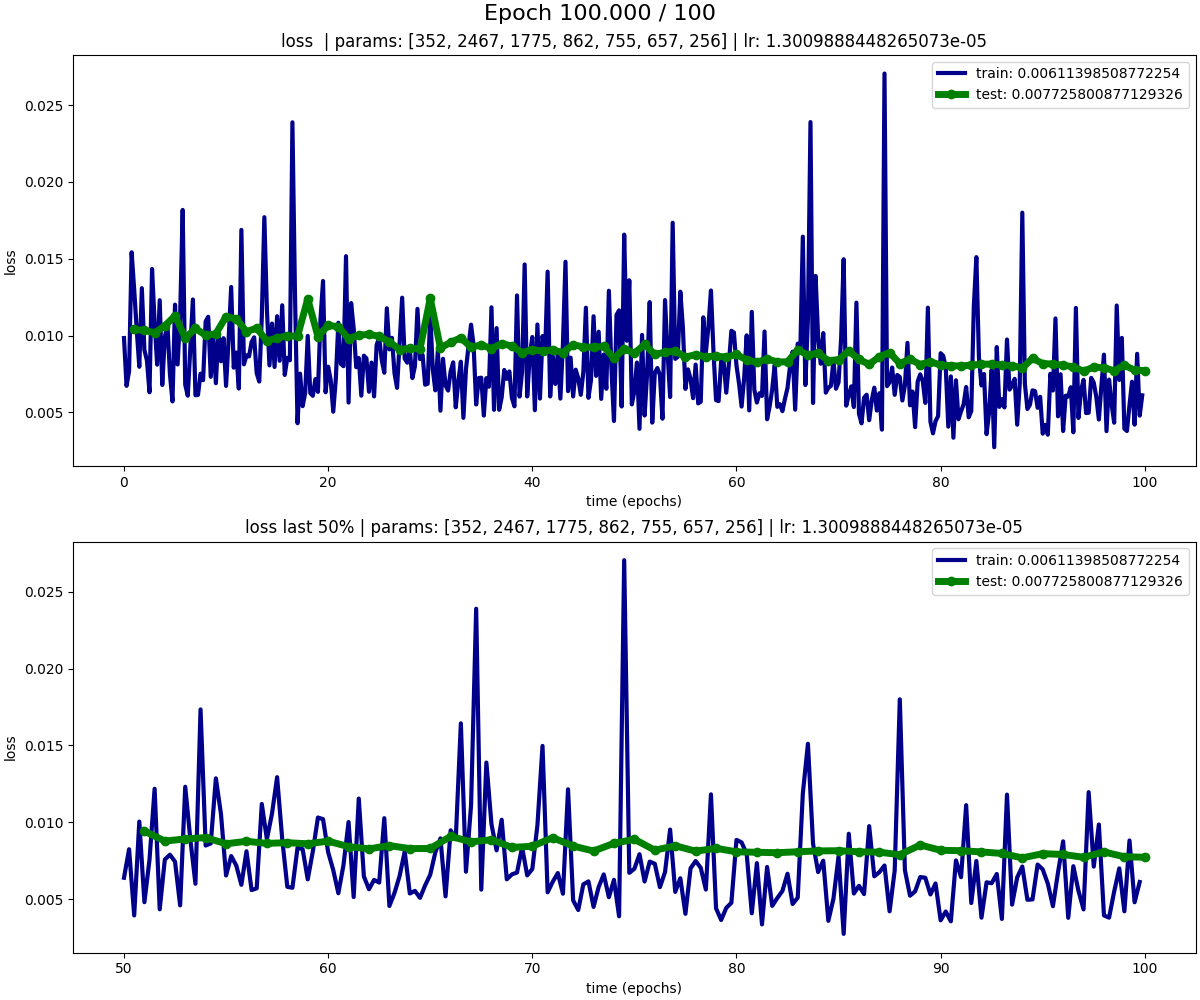 Epoch 100.000 / 100
loss | params: [352, 2467, 1775, 862, 755, 657, 256] | lr: 1.3009888448265073e-05
train: 0.00611398508772254
test: 0.007725800877129326
0.025
0.020
0.015
0.010
0.005
loss
0 20 40 60 80 100
time (epochs)
loss last 50% | params: [352, 2467, 1775, 862, 755, 657, 256] | lr: 1.3009888448265073e-05
train: 0.00611398508772254
test: 0.007725800877129326
0.025
0.020
0.015
0.010
0.005
loss
50 60 70 80 90 100
time (epochs)